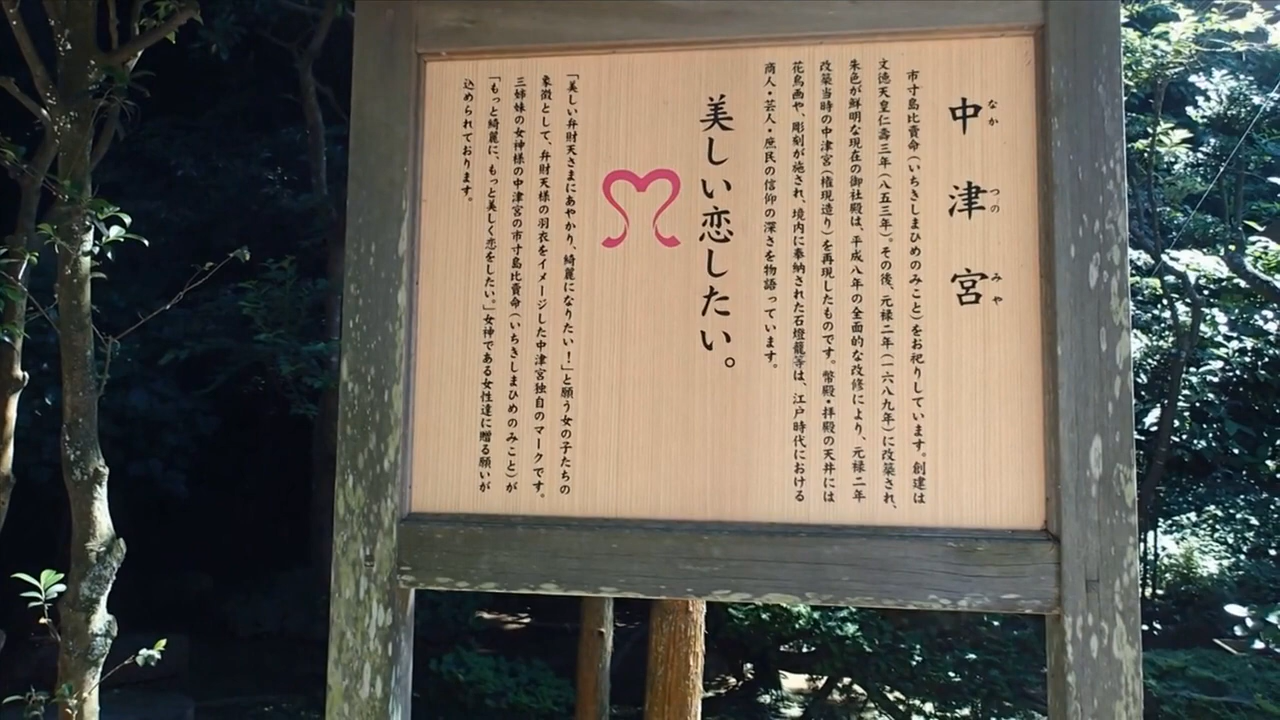 中津宮
なか つの みや
市寸島比賣命(いちきしまひめのみこと)をお祀りしています。創建は
文徳天皇仁壽三年(八五三年)。その後、元禄二年(一六八九年)に改築され、
朱色が鮮明な現在の御社殿は、平成八年の全面的な改修により、元禄二年
改築当時の中津宮(権現造り)を再現したものです。幣殿・拝殿の天井には
花鳥画や、彫刻が施され、境内に奉納された石燈籠等は、江戸時代における
商人・芸人・庶民の信仰の深さを物語っています。
美しい恋したい。
「美しい弁財天さまにあやかり、綺麗になりたい!」と願う女の子たちの
象徴として、弁財天様の羽衣をイメージした中津宮独自のマークです。
三姉妹の女神様の中津宮の市寸島比賣命(いちきしまひめのみこと)が
「もっと綺麗に、もっと美しく恋をしたい。」女神である女性達に贈る願いが
込められております。